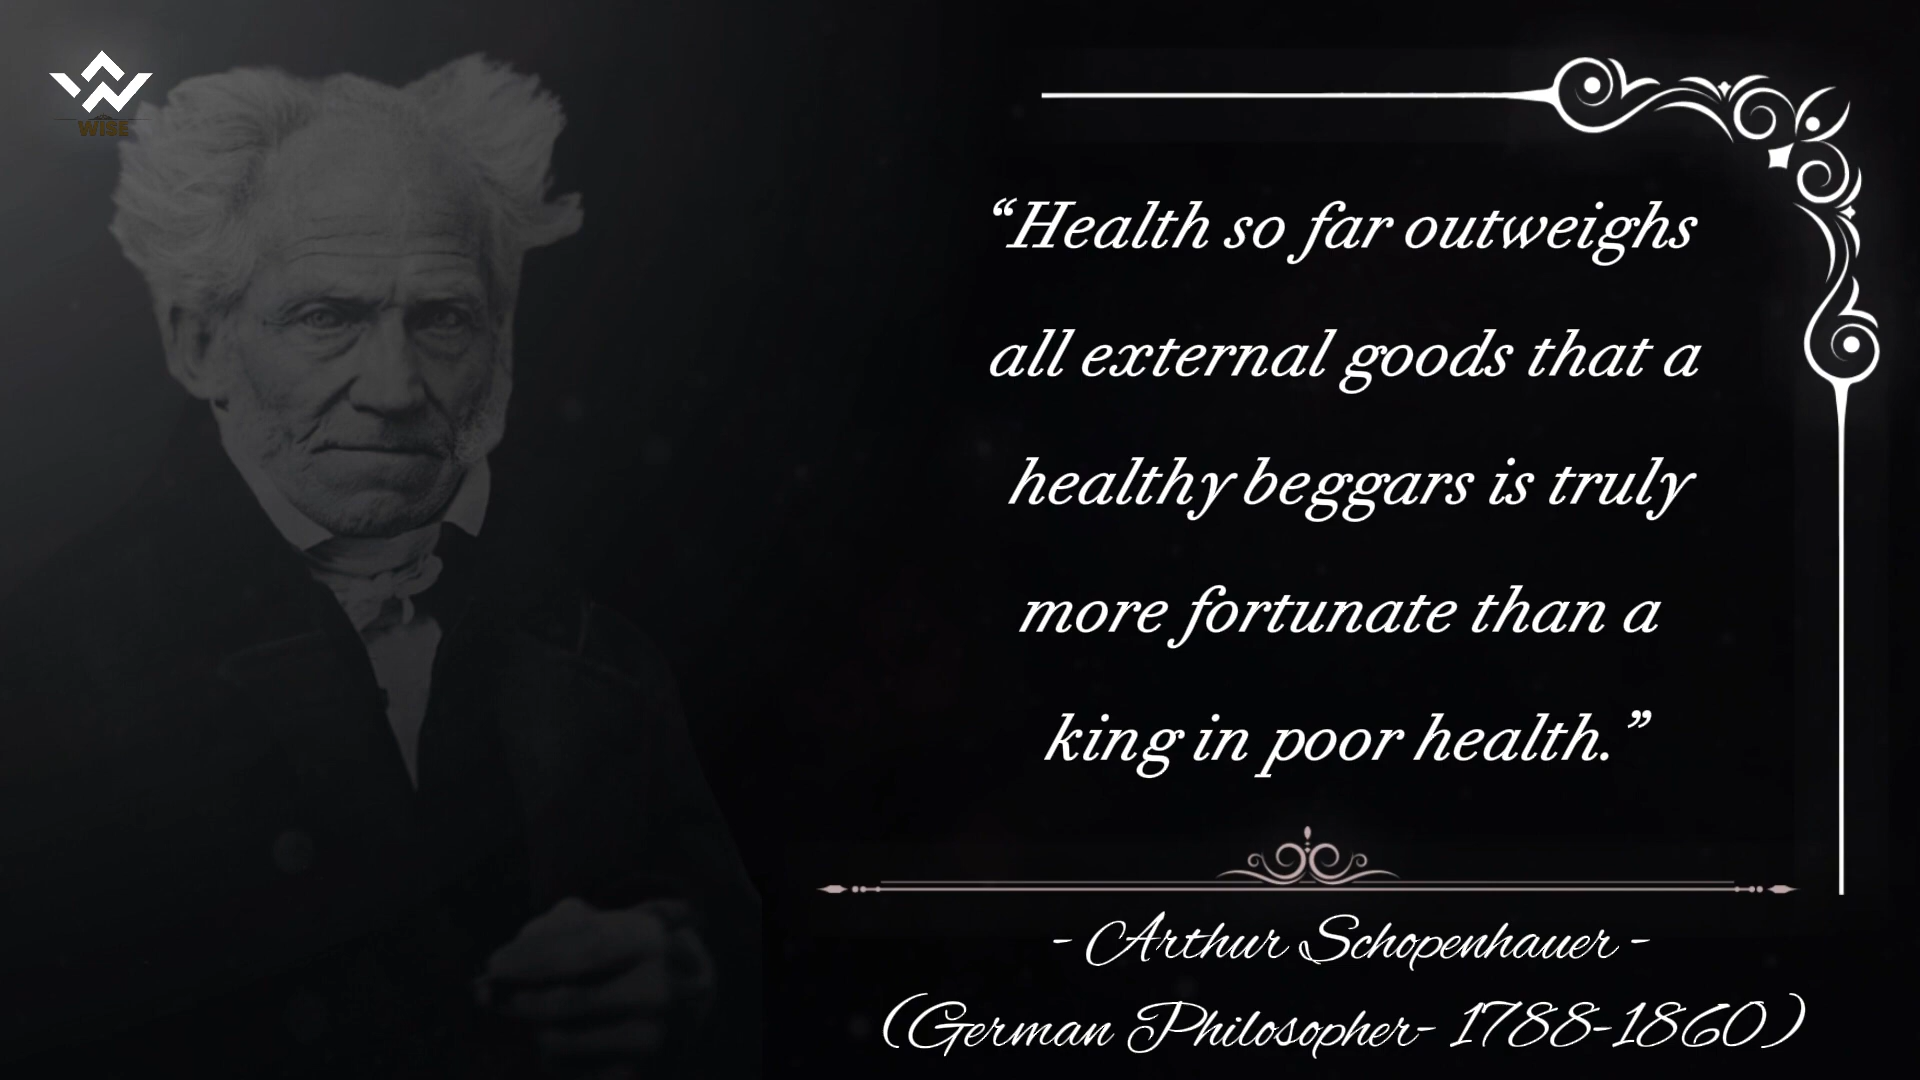 WISE
“Health so far outweighs
all external goods that a
healthy beggars is truly
more fortunate than a
king in poor health.”
- Arthur Schopenhauer -
(German Philosopher- 1788-1860)